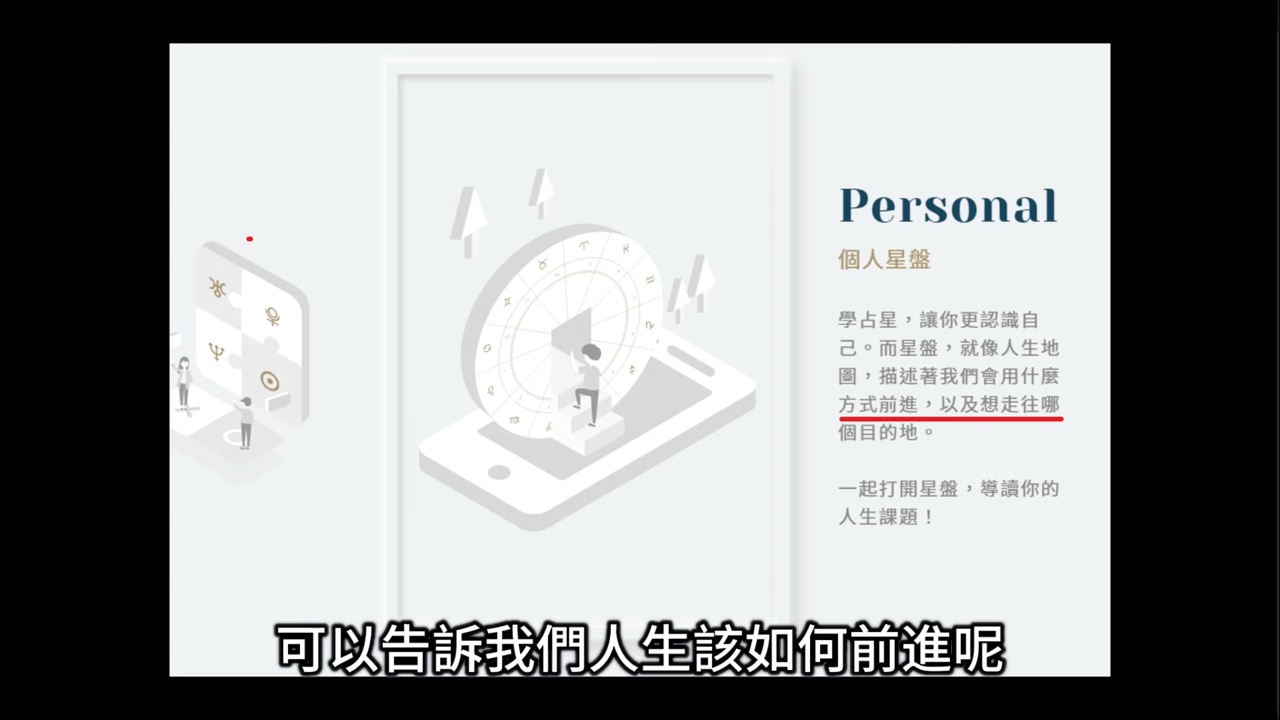 Personal
個人星盤
學占星，讓你更認識自
己。而星盤，就像人生地
圖，描述著我們會用什麼
方式前進，以及想走往哪
個目的地。
一起打開星盤，導讀你的
人生課題！
可以告訴我們人生該如何前進呢